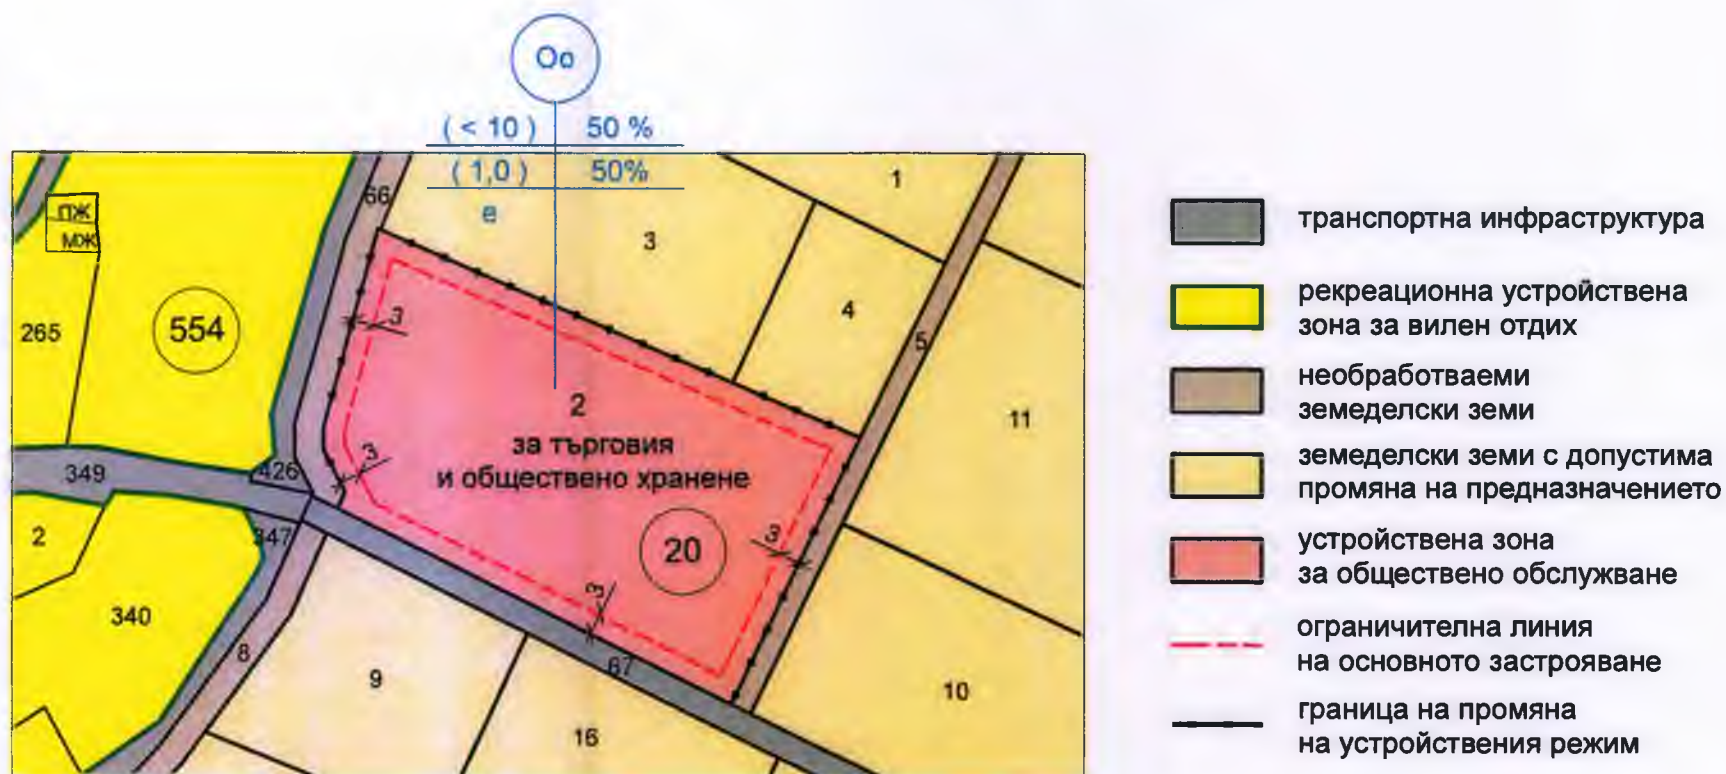 Оо
( < 10 ) 50 %
( 1,0 ) 50%
е
66
1
3
ПЖ
МЖ
4
5
265
554
3
11
2
за търговия
и обществено хранене
3
349
426
20
3
2
347
3
340
8
9
67
10
16
транспортна инфраструктура
рекреационна устройствена
зона за вилен отдих
необработваеми
земеделски земи
земеделски земи с допустима
промяна на предназначението
устройствена зона
за обществено обслужване
ограничителна линия
на основното застрояване
граница на промяна
на устройствения режим